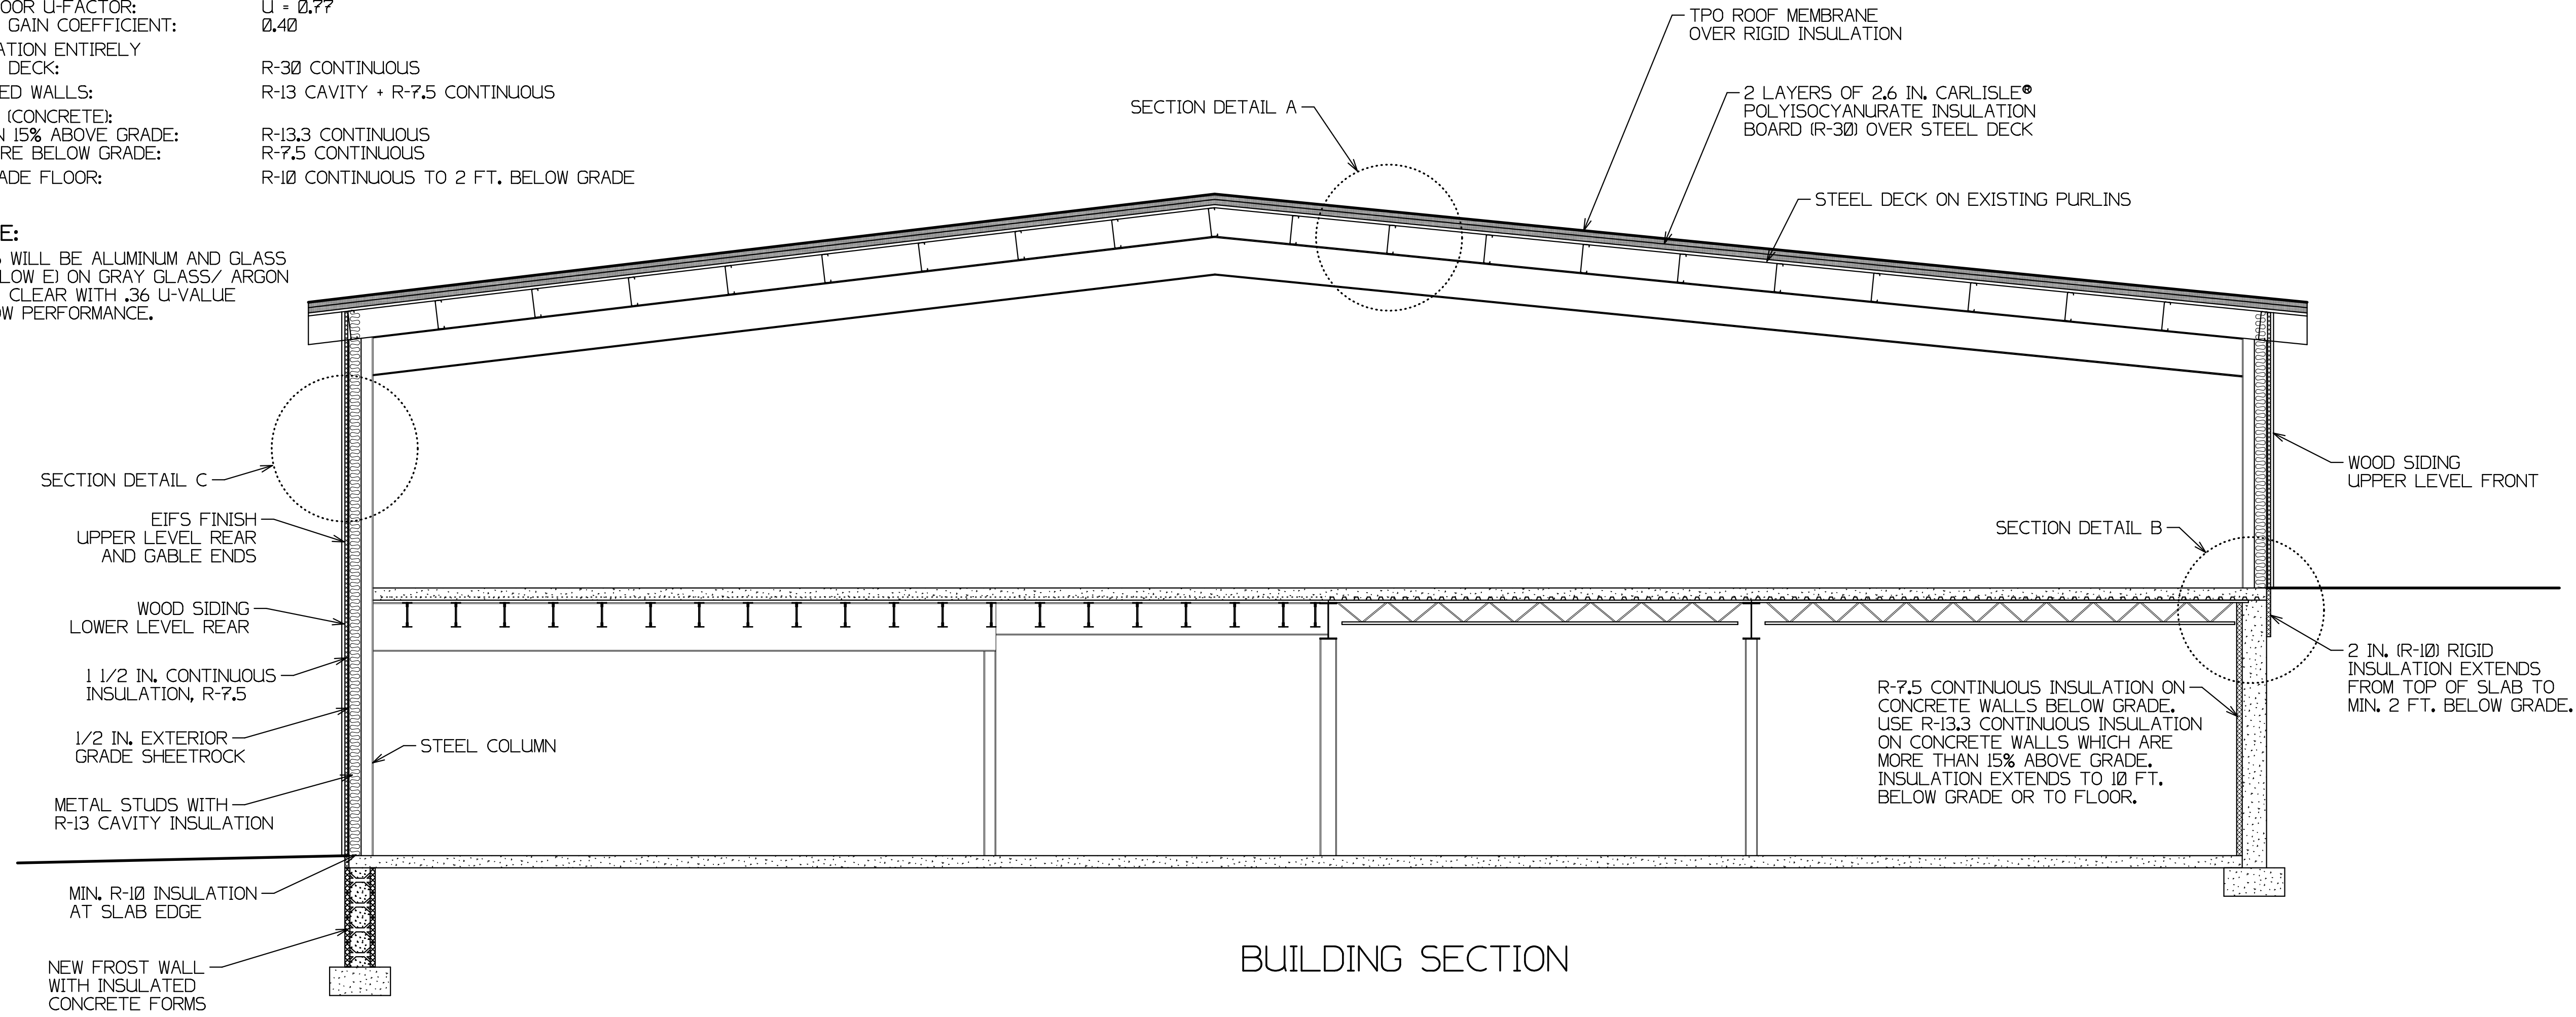 OOR U-FACTOR: U = 0.77
GAIN COEFFICIENT: 0.40
ATION ENTIRELY
DECK: R-30 CONTINUOUS
ED WALLS: R-13 CAVITY + R-7.5 CONTINUOUS
(CONCRETE):
N 15% ABOVE GRADE: R-13.3 CONTINUOUS
RE BELOW GRADE: R-7.5 CONTINUOUS
ADE FLOOR: R-10 CONTINUOUS TO 2 FT. BELOW GRADE
E:
S WILL BE ALUMINUM AND GLASS
LOW E) ON GRAY GLASS/ ARGON
CLEAR WITH .36 U-VALUE
OW PERFORMANCE.
TPO ROOF MEMBRANE
OVER RIGID INSULATION
SECTION DETAIL A
2 LAYERS OF 2.6 IN. CARLISLE®
POLYISOCYANURATE INSULATION
BOARD (R-30) OVER STEEL DECK
STEEL DECK ON EXISTING PURLINS
SECTION DETAIL C
EIFS FINISH
UPPER LEVEL REAR
AND GABLE ENDS
WOOD SIDING
LOWER LEVEL REAR
1 1/2 IN. CONTINUOUS
INSULATION, R-7.5
1/2 IN. EXTERIOR
GRADE SHEETROCK
STEEL COLUMN
METAL STUDS WITH
R-13 CAVITY INSULATION
MIN. R-10 INSULATION
AT SLAB EDGE
NEW FROST WALL
WITH INSULATED
CONCRETE FORMS
WOOD SIDING
UPPER LEVEL FRONT
SECTION DETAIL B
2 IN. (R-10) RIGID
INSULATION EXTENDS
FROM TOP OF SLAB TO
MIN. 2 FT. BELOW GRADE.
R-7.5 CONTINUOUS INSULATION ON
CONCRETE WALLS BELOW GRADE.
USE R-13.3 CONTINUOUS INSULATION
ON CONCRETE WALLS WHICH ARE
MORE THAN 15% ABOVE GRADE.
INSULATION EXTENDS TO 10 FT.
BELOW GRADE OR TO FLOOR.
BUILDING SECTION